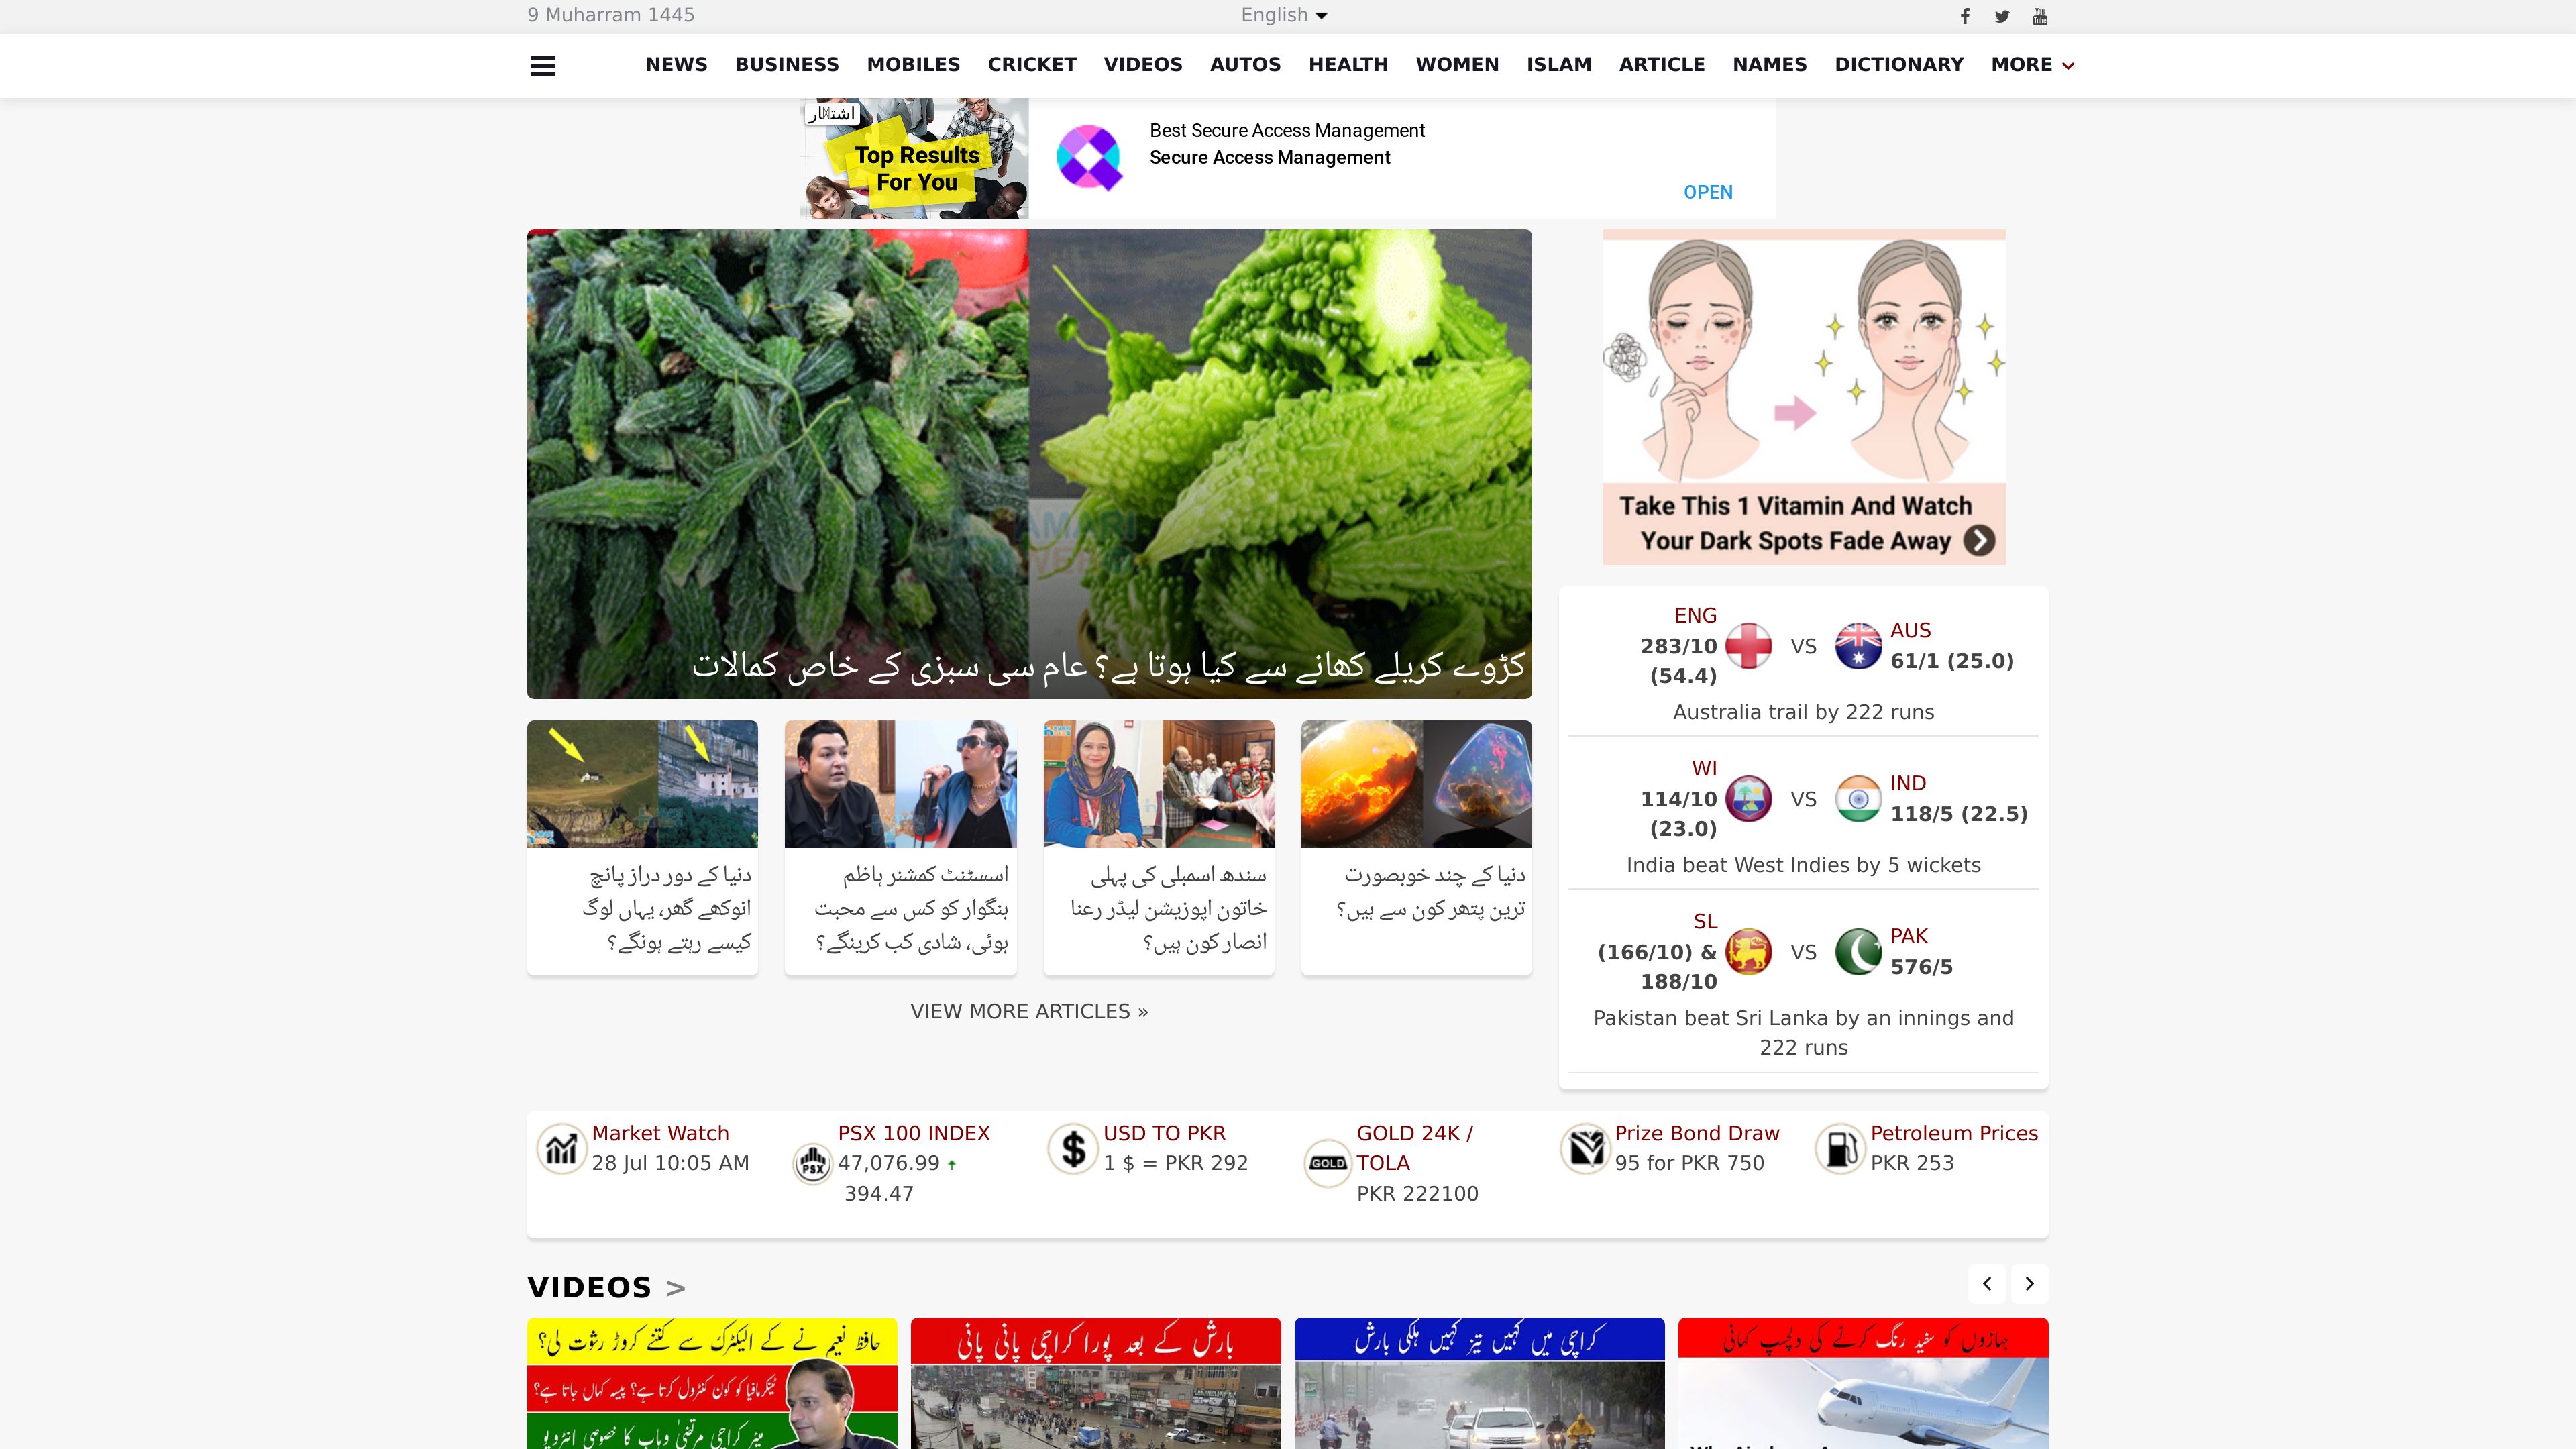 9 Muharram 1445
English
NEWS BUSINESS MOBILES CRICKET VIDEOS AUTOS HEALTH WOMEN ISLAM ARTICLE NAMES DICTIONARY MORE
اشتہار
Top Results
For You
Best Secure Access Management
Secure Access Management
OPEN
کڑوے کریلے کھانے سے کیا ہوتا ہے؟ عام سی سبزی کے خاص کمالات
دنیا کے دور دراز پانچ
انوکھے گھر، یہاں لوگ
کیسے رہتے ہونگے؟
اسسٹنٹ کمشنر ہاظم
بنگوار کو کس سے محبت
ہوئی، شادی کب کرینگے؟
سندھ اسمبلی کی پہلی
خاتون اپوزیشن لیڈر رعنا
انصار کون ہیں؟
دنیا کے چند خوبصورت
ترین پتھر کون سے ہیں؟
VIEW MORE ARTICLES »
Take This 1 Vitamin And Watch
Your Dark Spots Fade Away
ENG
283/10
(54.4)
VS
AUS
61/1 (25.0)
Australia trail by 222 runs
WI
114/10
(23.0)
VS
IND
118/5 (22.5)
India beat West Indies by 5 wickets
SL
(166/10) &
188/10
VS
PAK
576/5
Pakistan beat Sri Lanka by an innings and
222 runs
Market Watch
28 Jul 10:05 AM
PSX
PSX 100 INDEX
47,076.99
394.47
USD TO PKR
1 $ = PKR 292
GOLD
GOLD 24K /
TOLA
PKR 222100
Prize Bond Draw
95 for PKR 750
Petroleum Prices
PKR 253
VIDEOS >
حافظ نعیم نے کے الیکٹرک سے کتنے کروڑ رشوت لی؟
ٹینکر مافیا کو کون کنٹرول کرتا ہے؟ پیسہ کہاں جاتا ہے؟
میئر کراچی مرتضیٰ وہاب کا خصوصی انٹرویو
بارش کے بعد پورا کراچی پانی پانی
کراچی میں کہیں تیز کہیں ہلکی بارش
جہازوں کو سفید رنگ کرنے کی دلچسپ کہانی